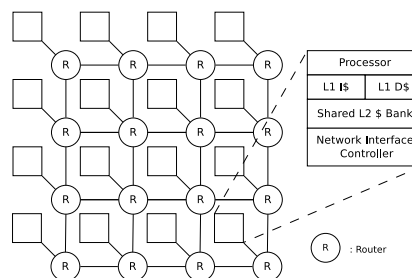 R R R R
Processor
L1 I$ L1 D$
R R R R
Shared L2 $ Bank
Network Interface
Controller
R R R R
R : Router
R R R R